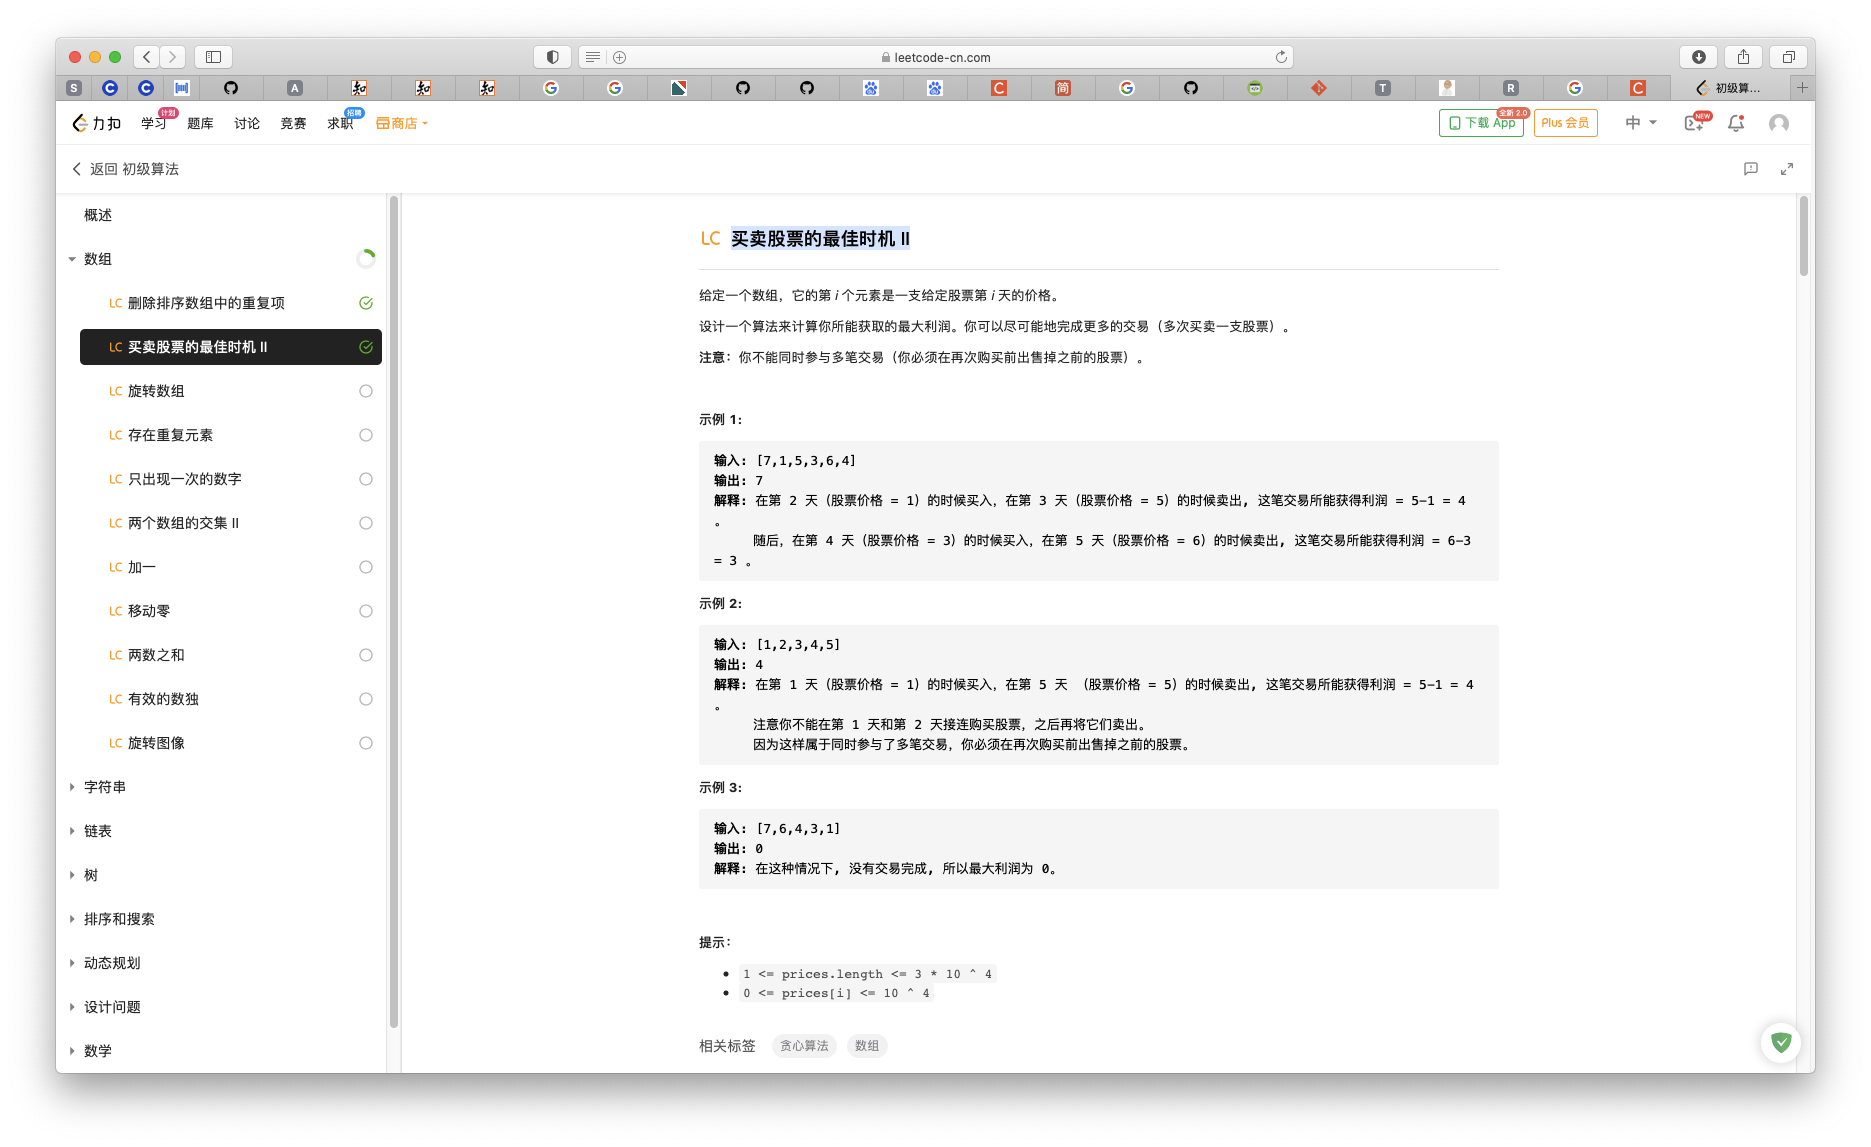 leetcode-cn.com
初级算...
力扣
学习
计划
题库
讨论
竞赛
求职
招聘
商店
下载 App
全新 2.0
Plus 会员
中
NEW
返回 初级算法
概述
数组
LC 删除排序数组中的重复项
LC 买卖股票的最佳时机 II
LC 旋转数组
LC 存在重复元素
LC 只出现一次的数字
LC 两个数组的交集 II
LC 加一
LC 移动零
LC 两数之和
LC 有效的数独
LC 旋转图像
字符串
链表
树
排序和搜索
动态规划
设计问题
数学
LC 买卖股票的最佳时机 II
给定一个数组，它的第 i 个元素是一支给定股票第 i 天的价格。
设计一个算法来计算你所能获取的最大利润。你可以尽可能地完成更多的交易（多次买卖一支股票）。
注意：你不能同时参与多笔交易（你必须在再次购买前出售掉之前的股票）。
示例 1:
输入: [7,1,5,3,6,4]
输出: 7
解释: 在第 2 天（股票价格 = 1）的时候买入，在第 3 天（股票价格 = 5）的时候卖出, 这笔交易所能获得利润 = 5-1 = 4
。
随后，在第 4 天（股票价格 = 3）的时候买入，在第 5 天（股票价格 = 6）的时候卖出, 这笔交易所能获得利润 = 6-3
= 3 。
示例 2:
输入: [1,2,3,4,5]
输出: 4
解释: 在第 1 天（股票价格 = 1）的时候买入，在第 5 天 （股票价格 = 5）的时候卖出, 这笔交易所能获得利润 = 5-1 = 4
。
注意你不能在第 1 天和第 2 天接连购买股票，之后再将它们卖出。
因为这样属于同时参与了多笔交易，你必须在再次购买前出售掉之前的股票。
示例 3:
输入: [7,6,4,3,1]
输出: 0
解释: 在这种情况下, 没有交易完成, 所以最大利润为 0。
提示：
1 <= prices.length <= 3 * 10 ^ 4
0 <= prices[i] <= 10 ^ 4
相关标签 贪心算法 数组